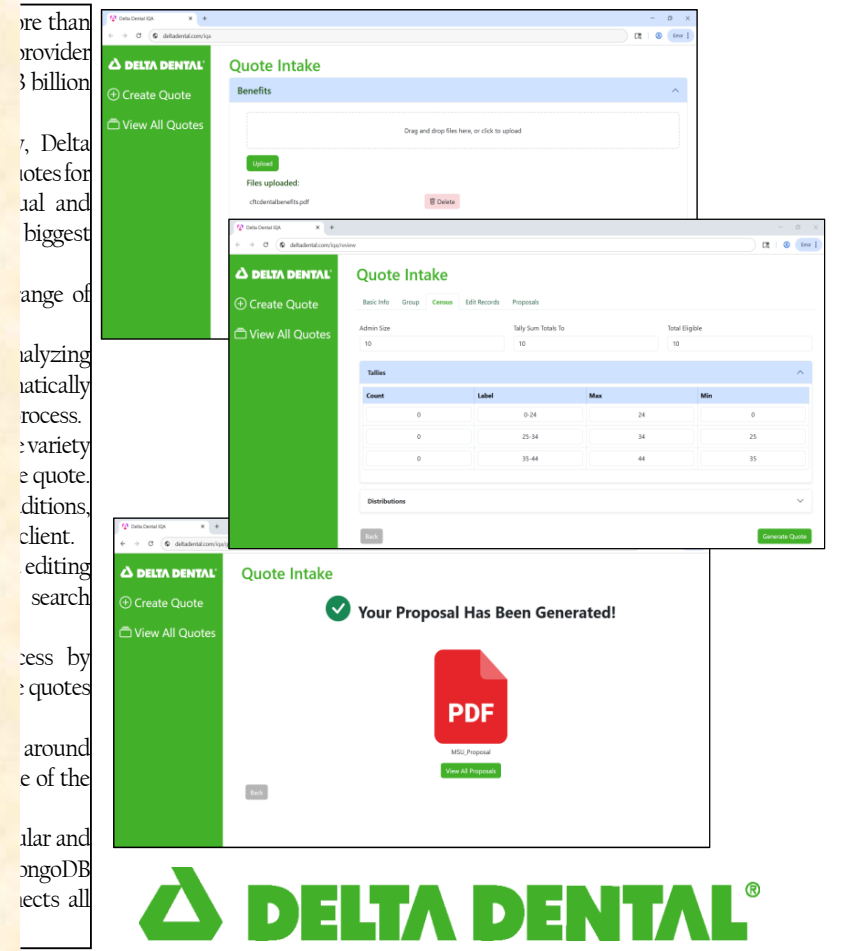 ore than
provider
billion
, Delta
quotes for
ual and
biggest
ange of
alyzing
matically
rocess.
variety
quote.
ditions,
client.
editing
search
cess by
quotes
around
e of the
ular and
ongoDB
nects all
Delta Dental IQA
deltadental.com/iqa
Error
DELTA DENTAL
Create Quote
View All Quotes
Quote Intake
Benefits
Drag and drop files here, or click to upload
Upload
Files uploaded:
cftcdentalbenefits.pdf
Delete
Delta Dental IQA
deltadental.com/iqa/review
Error
DELTA DENTAL
Create Quote
View All Quotes
Quote Intake
Basic Info Group Census Edit Records Proposals
Admin Size Tally Sum Totals To Total Eligible
10 10 10
Tallies
Count Label Max Min
0 0-24 24 0
0 25-34 34 25
0 35-44 44 35
Distributions
Back Generate Quote
Delta Dental IQA
deltadental.com/iqa/
DELTA DENTAL
Create Quote
View All Quotes
Quote Intake
Your Proposal Has Been Generated!
PDF
MSU_Proposal
View All Proposals
Back
DELTA DENTAL®